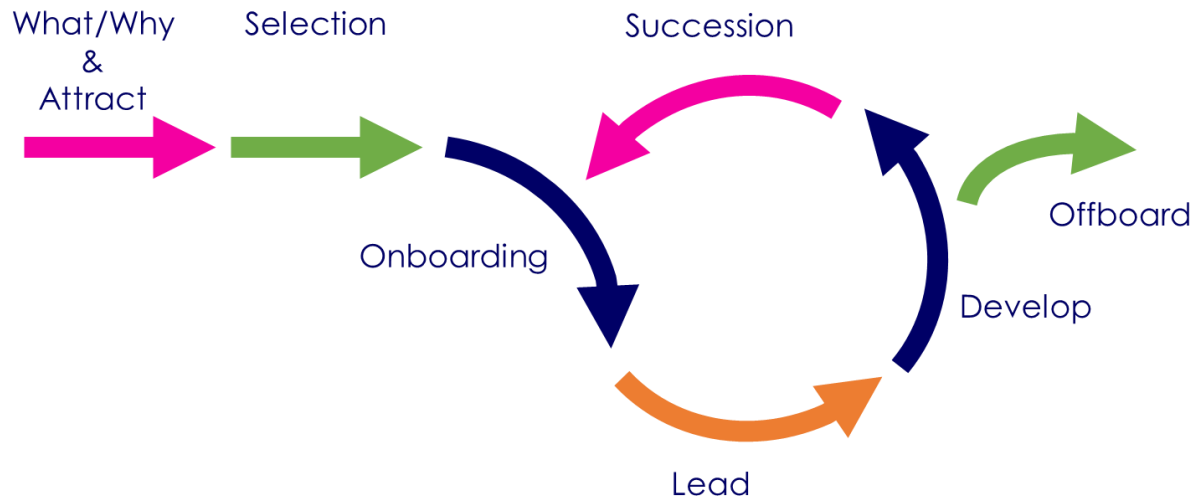 What/Why
&
Attract
Selection
Succession
Offboard
Onboarding
Develop
Lead